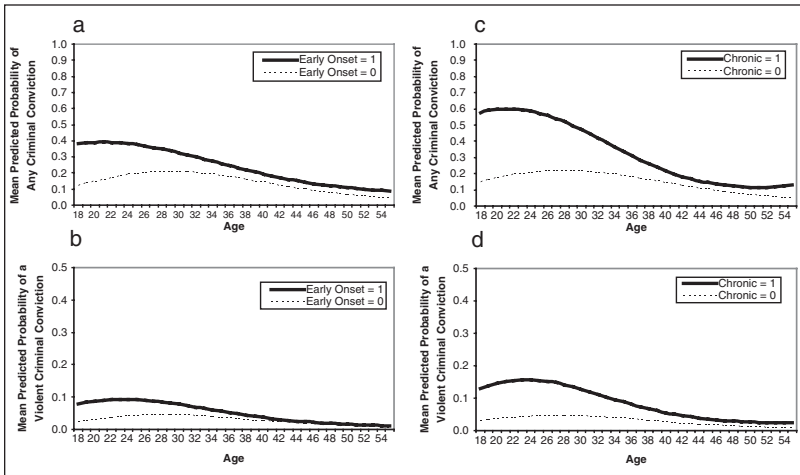 a
Mean Predicted Probability of
Any Criminal Conviction
1.0
0.9
0.8
0.7
0.6
0.5
0.4
0.3
0.2
0.1
0.0
Early Onset = 1
Early Onset = 0
18 20 22 24 26 28 30 32 34 36 38 40 42 44 46 48 50 52 54
Age
b
Mean Predicted Probability of a
Violent Criminal Conviction
0.5
0.4
0.3
0.2
0.1
0.0
Early Onset = 1
Early Onset = 0
18 20 22 24 26 28 30 32 34 36 38 40 42 44 46 48 50 52 54
Age
c
Mean Predicted Probability of
Any Criminal Conviction
1.0
0.9
0.8
0.7
0.6
0.5
0.4
0.3
0.2
0.1
0.0
Chronic = 1
Chronic = 0
18 20 22 24 26 28 30 32 34 36 38 40 42 44 46 48 50 52 54
Age
d
Mean Predicted Probability of a
Violent Criminal Conviction
0.5
0.4
0.3
0.2
0.1
0.0
Chronic = 1
Chronic = 0
18 20 22 24 26 28 30 32 34 36 38 40 42 44 46 48 50 52 54
Age